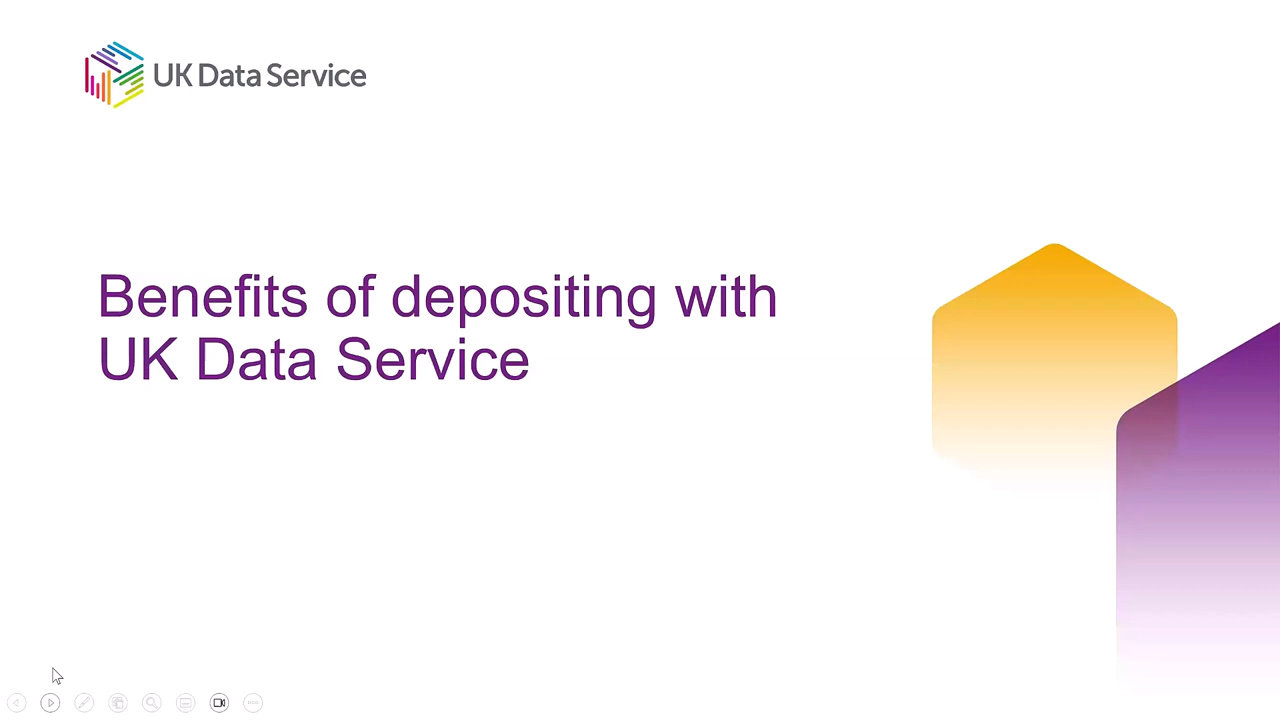 UK Data Service
Benefits of depositing with
UK Data Service